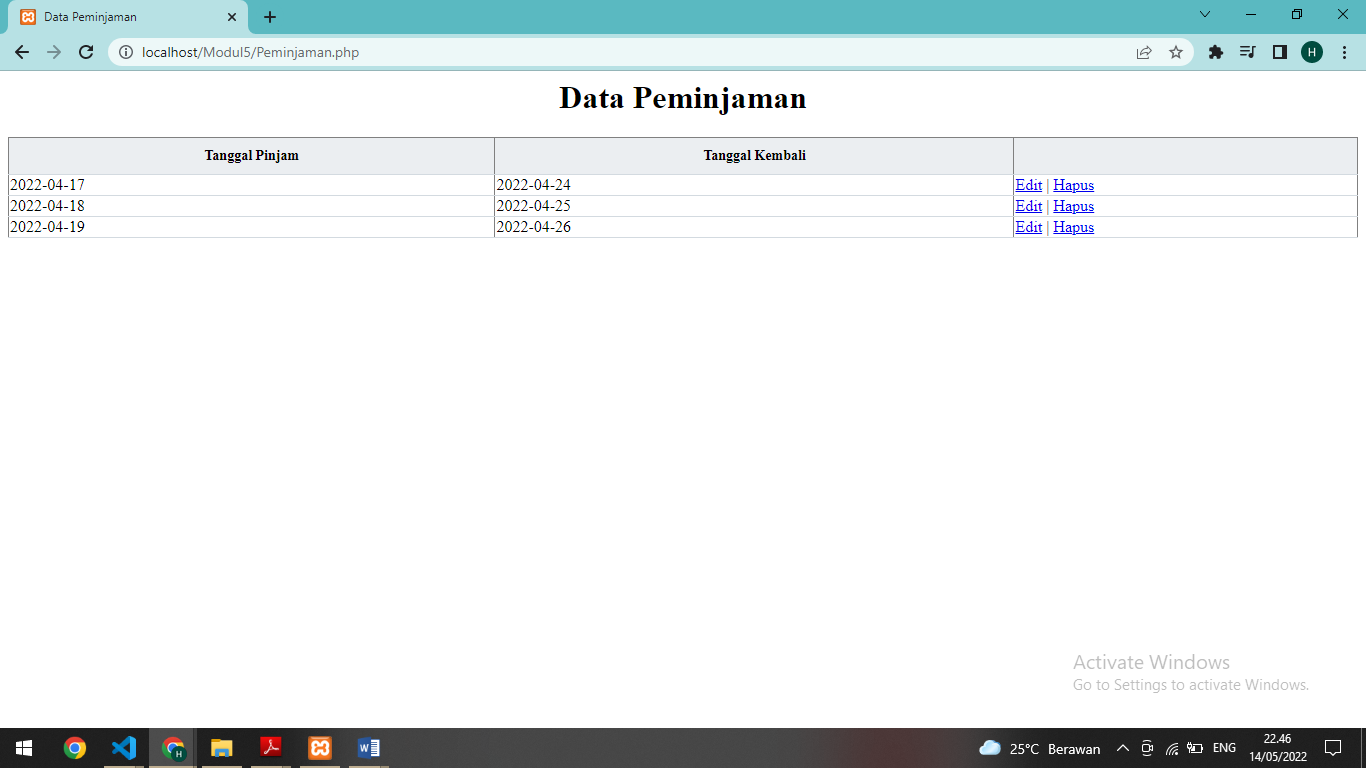 Data Peminjaman
localhost/Modul5/Peminjaman.php
H
Data Peminjaman
Tanggal Pinjam Tanggal Kembali
2022-04-17 2022-04-24 Edit | Hapus
2022-04-18 2022-04-25 Edit | Hapus
2022-04-19 2022-04-26 Edit | Hapus
Activate Windows
Go to Settings to activate Windows.
H
W
25°C Berawan ENG 22.46
14/05/2022